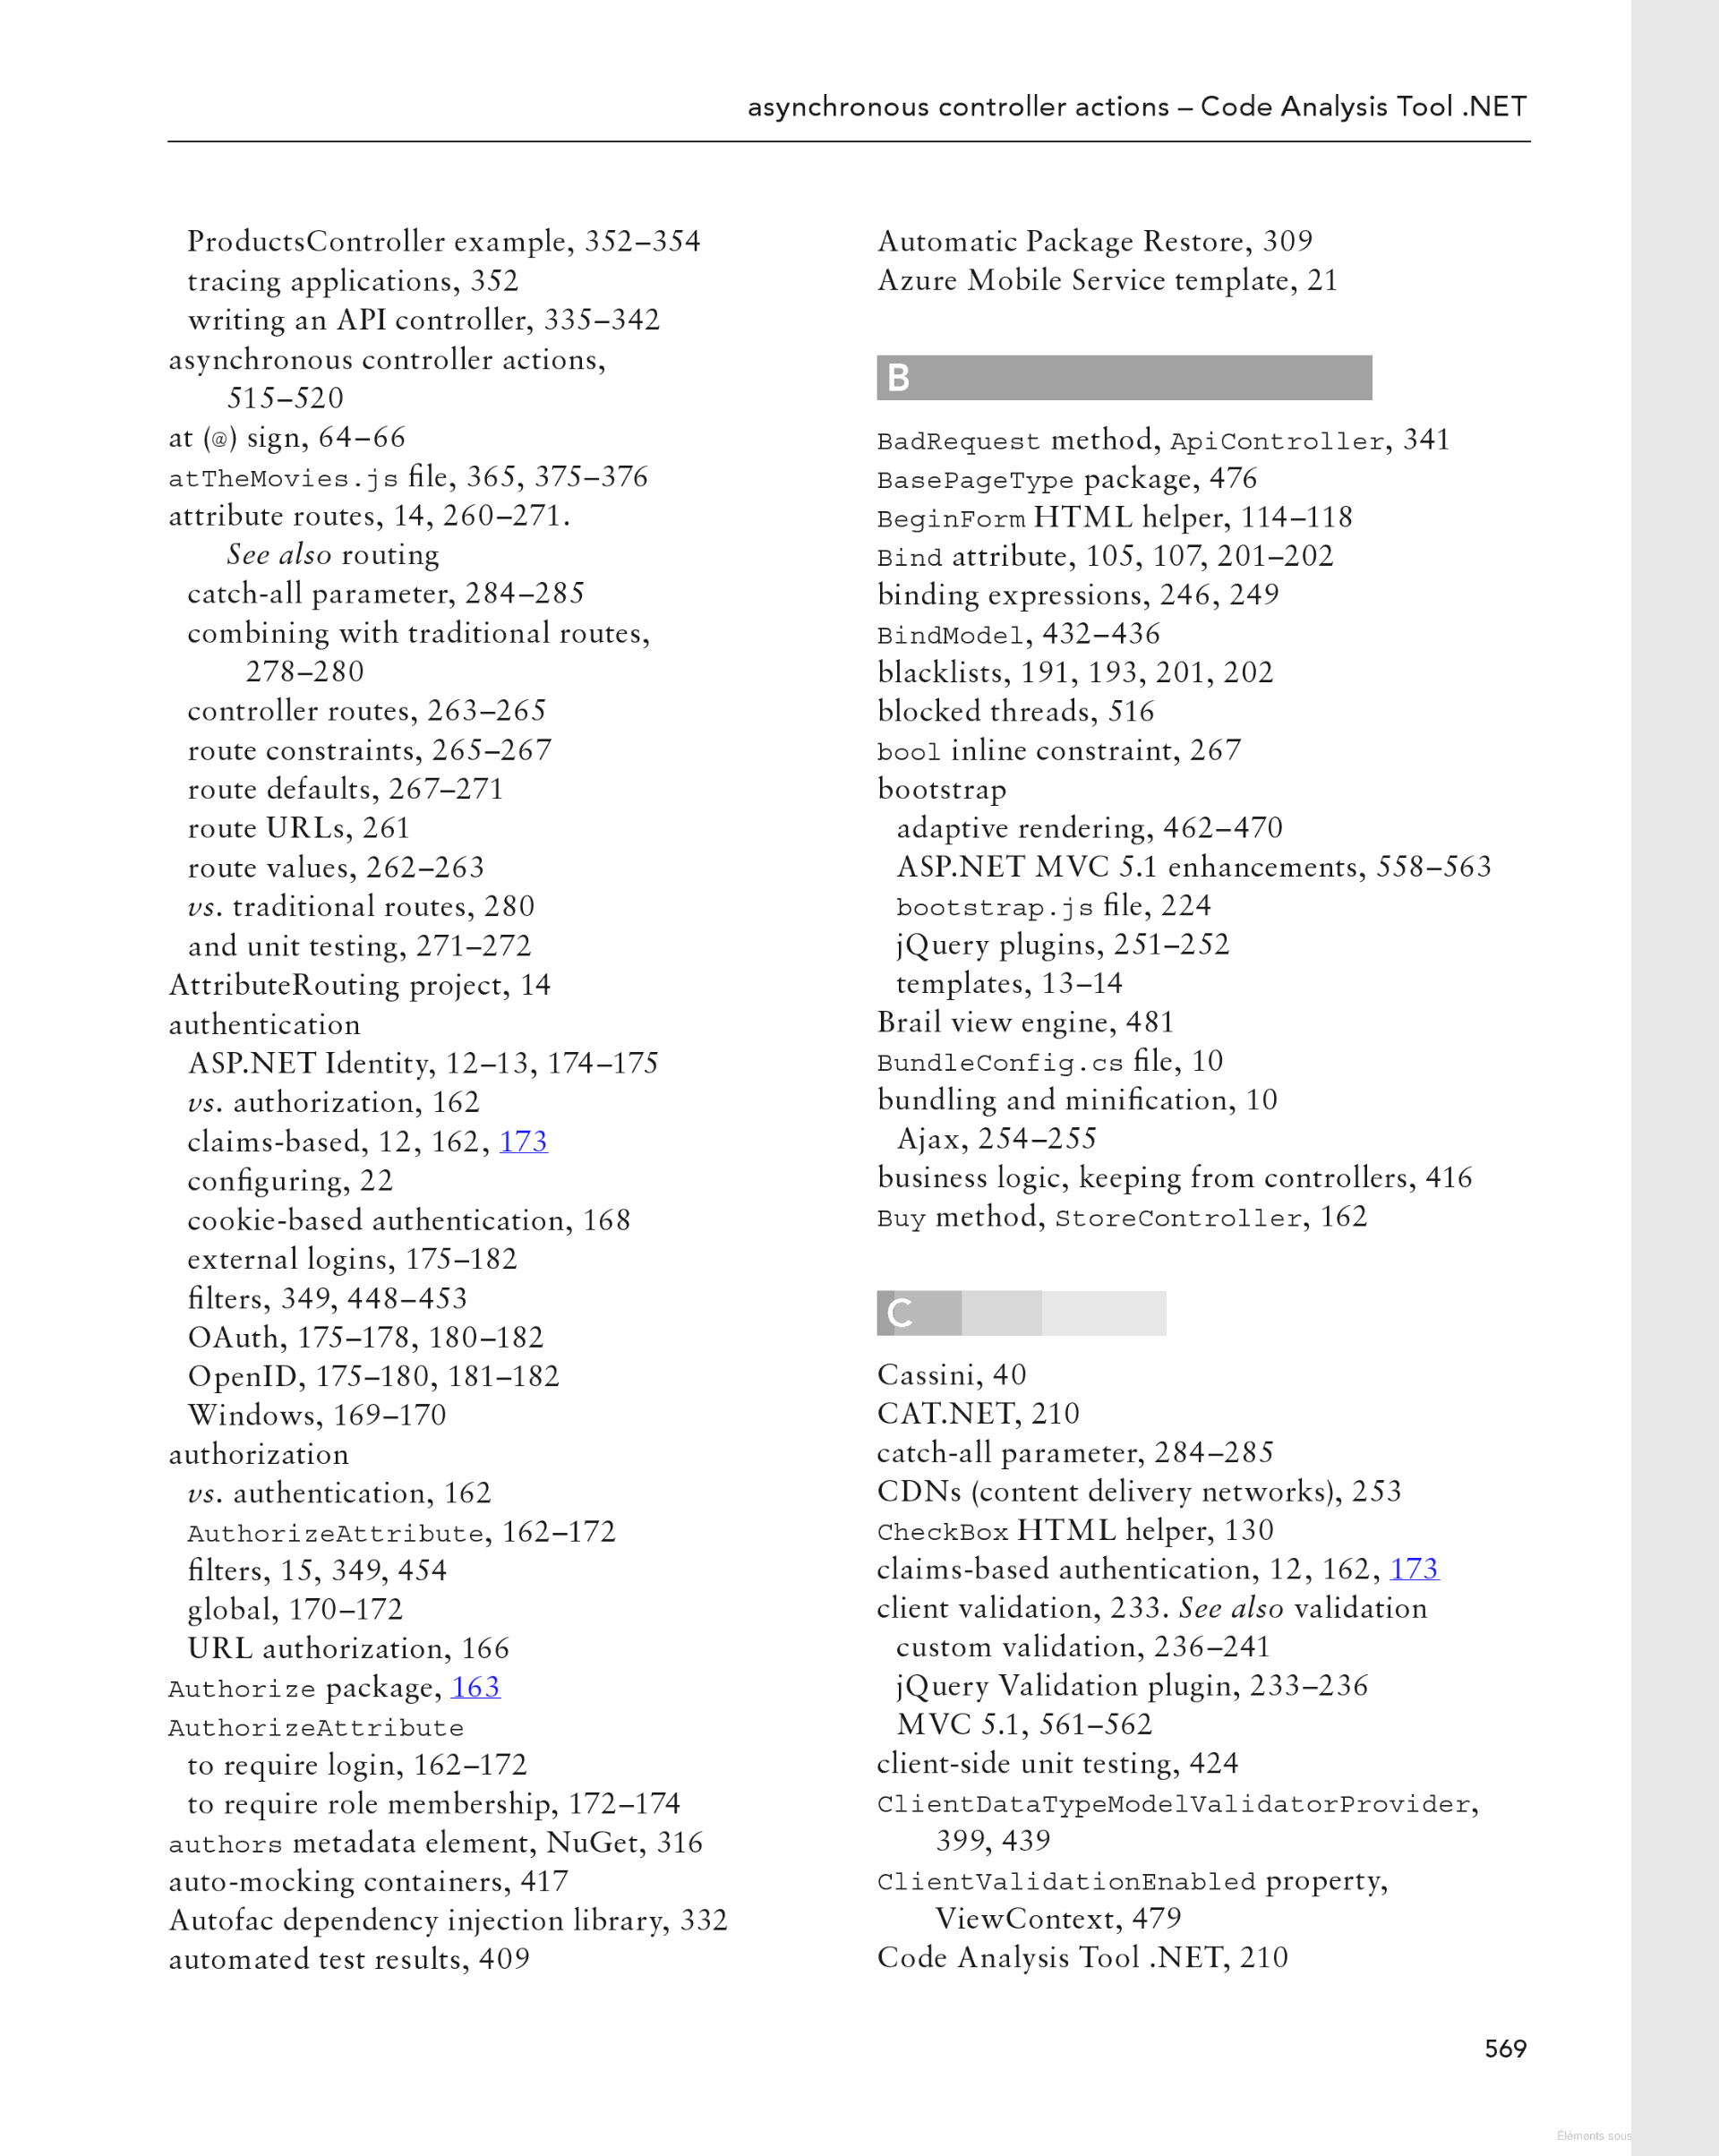 asynchronous controller actions – Code Analysis Tool .NET
ProductsController example, 352–354
tracing applications, 352
writing an API controller, 335–342
asynchronous controller actions,
515–520
at (@) sign, 64–66
atTheMovies.js file, 365, 375–376
attribute routes, 14, 260–271.
See also routing
catch-all parameter, 284–285
combining with traditional routes,
278–280
controller routes, 263–265
route constraints, 265–267
route defaults, 267–271
route URLs, 261
route values, 262–263
vs. traditional routes, 280
and unit testing, 271–272
AttributeRouting project, 14
authentication
ASP.NET Identity, 12–13, 174–175
vs. authorization, 162
claims-based, 12, 162, 173
configuring, 22
cookie-based authentication, 168
external logins, 175–182
filters, 349, 448–453
OAuth, 175–178, 180–182
OpenID, 175–180, 181–182
Windows, 169–170
authorization
vs. authentication, 162
AuthorizeAttribute, 162–172
filters, 15, 349, 454
global, 170–172
URL authorization, 166
Authorize package, 163
AuthorizeAttribute
to require login, 162–172
to require role membership, 172–174
authors metadata element, NuGet, 316
auto-mocking containers, 417
Autofac dependency injection library, 332
automated test results, 409
Automatic Package Restore, 309
Azure Mobile Service template, 21
B
BadRequest method, ApiController, 341
BasePageType package, 476
BeginForm HTML helper, 114–118
Bind attribute, 105, 107, 201–202
binding expressions, 246, 249
BindModel, 432–436
blacklists, 191, 193, 201, 202
blocked threads, 516
bool inline constraint, 267
bootstrap
adaptive rendering, 462–470
ASP.NET MVC 5.1 enhancements, 558–563
bootstrap.js file, 224
jQuery plugins, 251–252
templates, 13–14
Brail view engine, 481
BundleConfig.cs file, 10
bundling and minification, 10
Ajax, 254–255
business logic, keeping from controllers, 416
Buy method, StoreController, 162
C
Cassini, 40
CAT.NET, 210
catch-all parameter, 284–285
CDNs (content delivery networks), 253
CheckBox HTML helper, 130
claims-based authentication, 12, 162, 173
client validation, 233. See also validation
custom validation, 236–241
jQuery Validation plugin, 233–236
MVC 5.1, 561–562
client-side unit testing, 424
ClientDataTypeModelValidatorProvider,
399, 439
ClientValidationEnabled property,
ViewContext, 479
Code Analysis Tool .NET, 210
569
Éléments sous